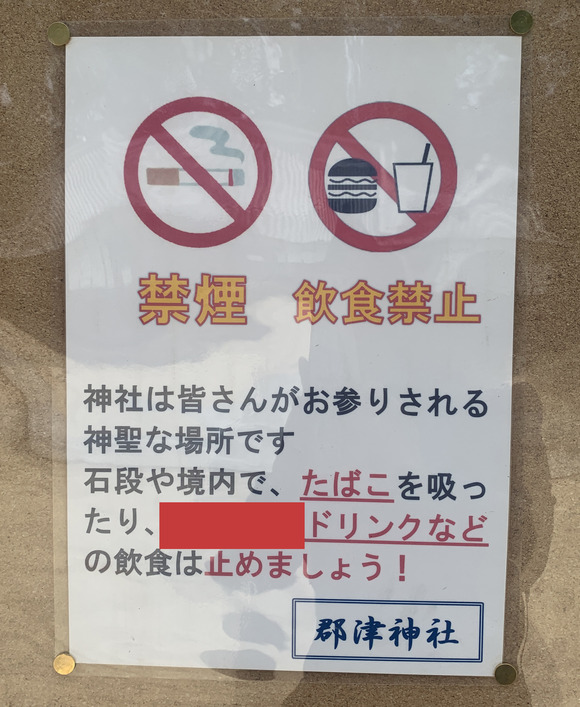 禁煙 飲食禁止
神社は皆さんがお参りされる
神聖な場所です
石段や境内で、たばこを吸っ
たり、ドリンクなど
の飲食は止めましょう！
郡津神社